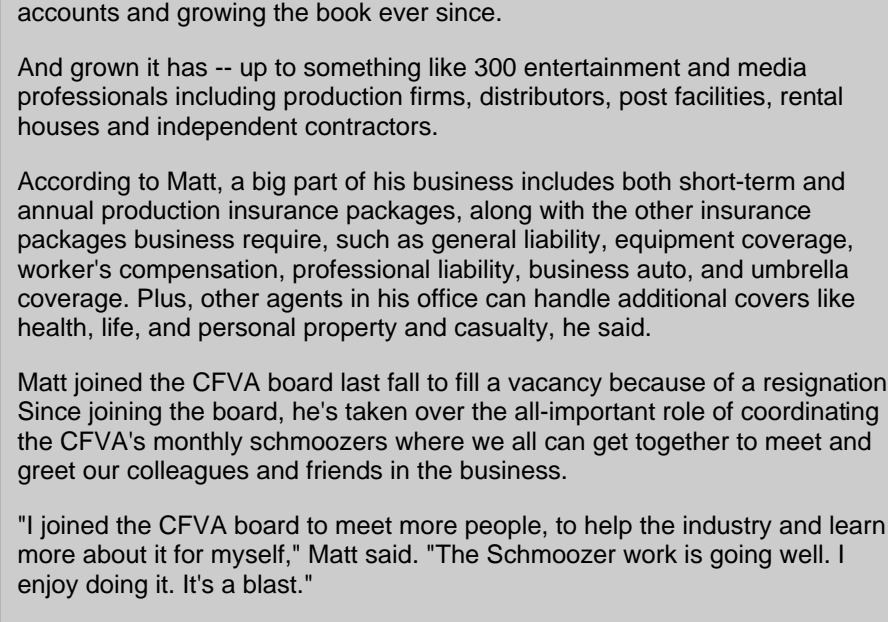 accounts and growing the book ever since.
And grown it has -- up to something like 300 entertainment and media
professionals including production firms, distributors, post facilities, rental
houses and independent contractors.
According to Matt, a big part of his business includes both short-term and
annual production insurance packages, along with the other insurance
packages business require, such as general liability, equipment coverage,
worker's compensation, professional liability, business auto, and umbrella
coverage. Plus, other agents in his office can handle additional covers like
health, life, and personal property and casualty, he said.
Matt joined the CFVA board last fall to fill a vacancy because of a resignation
Since joining the board, he's taken over the all-important role of coordinating
the CFVA's monthly schmoozers where we all can get together to meet and
greet our colleagues and friends in the business.
"I joined the CFVA board to meet more people, to help the industry and learn
more about it for myself," Matt said. "The Schmoozer work is going well. I
enjoy doing it. It's a blast."